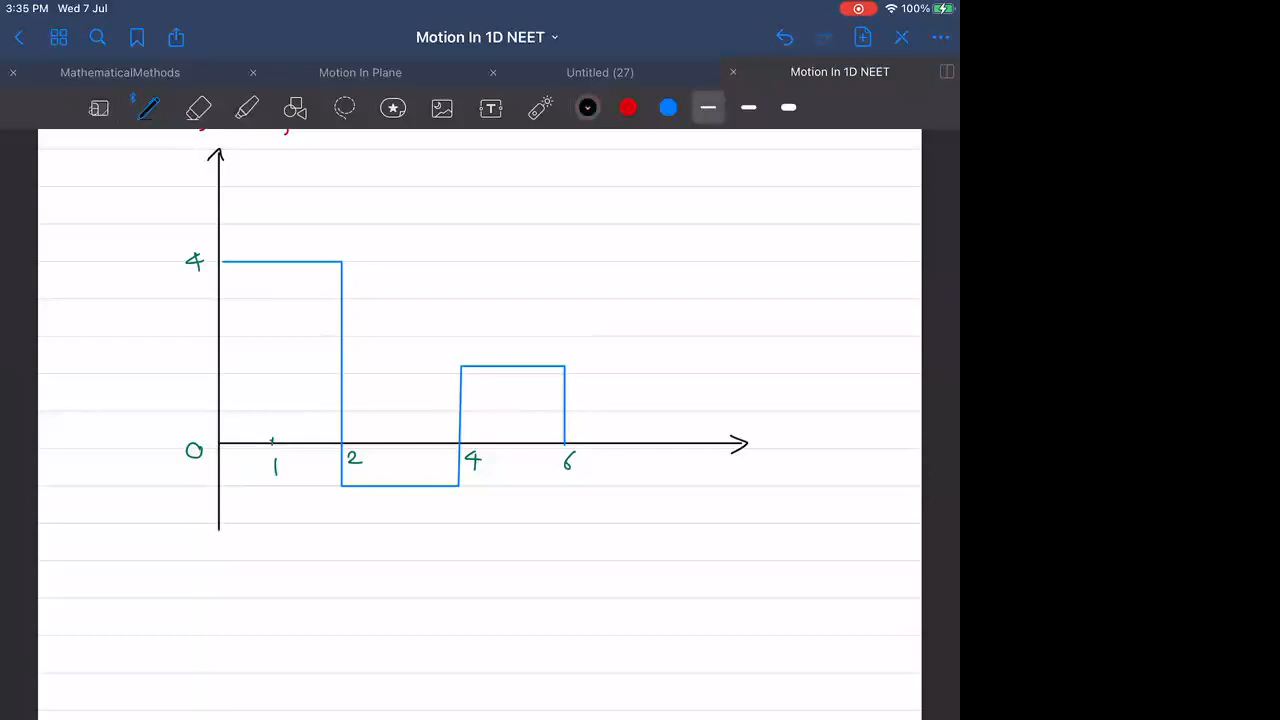 3:35 PM Wed 7 Jul
100%
Motion In 1D NEET
MathematicalMethods
Motion In Plane
Untitled (27)
Motion In 1D NEET
T
4
0
1
2
4
6